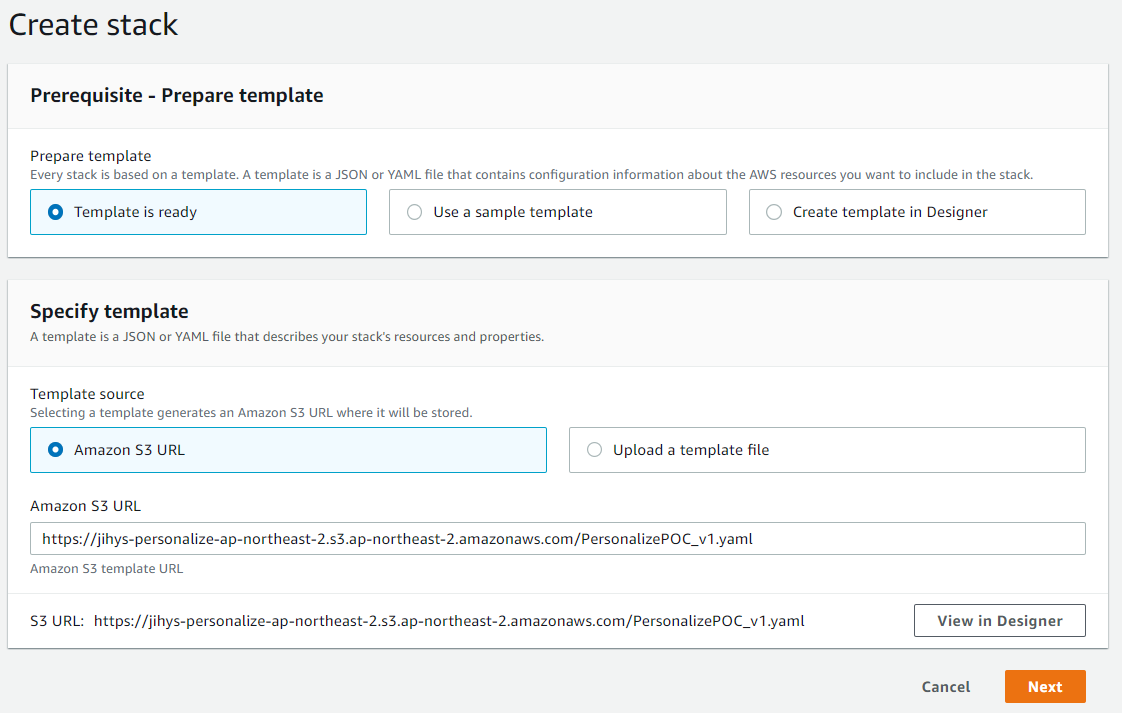 Create stack
Prerequisite - Prepare template
Prepare template
Every stack is based on a template. A template is a JSON or YAML file that contains configuration information about the AWS resources you want to include in the stack.
Template is ready
Use a sample template
Create template in Designer
Specify template
A template is a JSON or YAML file that describes your stack's resources and properties.
Template source
Selecting a template generates an Amazon S3 URL where it will be stored.
Amazon S3 URL
Upload a template file
Amazon S3 URL
https://jihys-personalize-ap-northeast-2.s3.ap-northeast-2.amazonaws.com/PersonalizePOC_v1.yaml
Amazon S3 template URL
S3 URL: https://jihys-personalize-ap-northeast-2.s3.ap-northeast-2.amazonaws.com/PersonalizePOC_v1.yaml
View in Designer
Cancel
Next